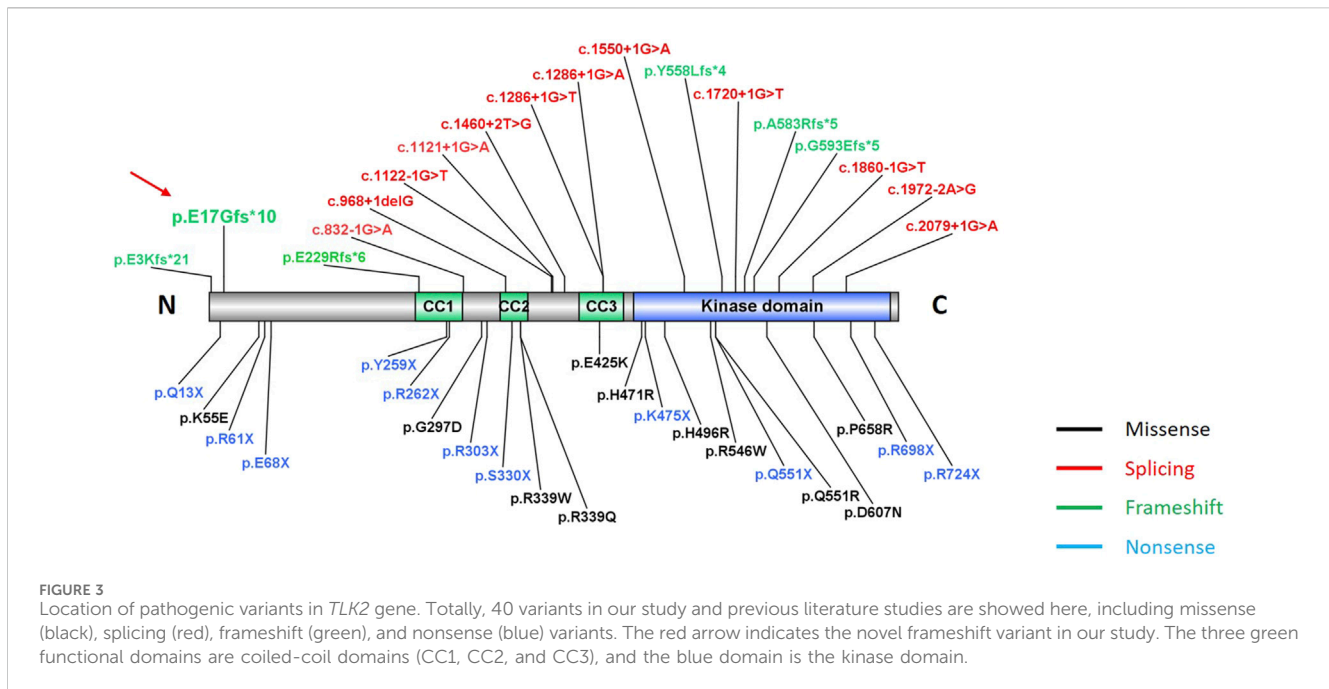 c.1550+1G>A
c.1286+1G>A
p.Y558Lfs*4
c.1286+1G>T
c.1720+1G>T
c.1460+2T>G
p.A583Rfs*5
c.1121+1G>A
p.G593Efs*5
c.1122-1G>T
c.1860-1G>T
c.968+1delG
c.1972-2A>G
p.E17Gfs*10
c.832-1G>A
c.2079+1G>A
p.E3Kfs*21
p.E229Rfs*6
N
CC1
CC2
CC3
Kinase domain
C
p.Q13X
p.K55E
p.R61X
p.E68X
p.Y259X
p.R262X
p.G297D
p.R303X
p.S330X
p.R339W
p.R339Q
p.E425K
p.H471R
p.K475X
p.H496R
p.R546W
p.Q551X
p.Q551R
p.D607N
p.P658R
p.R698X
p.R724X
Missense
Splicing
Frameshift
Nonsense
FIGURE 3
Location of pathogenic variants in TLK2 gene. Totally, 40 variants in our study and previous literature studies are showed here, including missense
(black), splicing (red), frameshift (green), and nonsense (blue) variants. The red arrow indicates the novel frameshift variant in our study. The three green
functional domains are coiled-coil domains (CC1, CC2, and CC3), and the blue domain is the kinase domain.